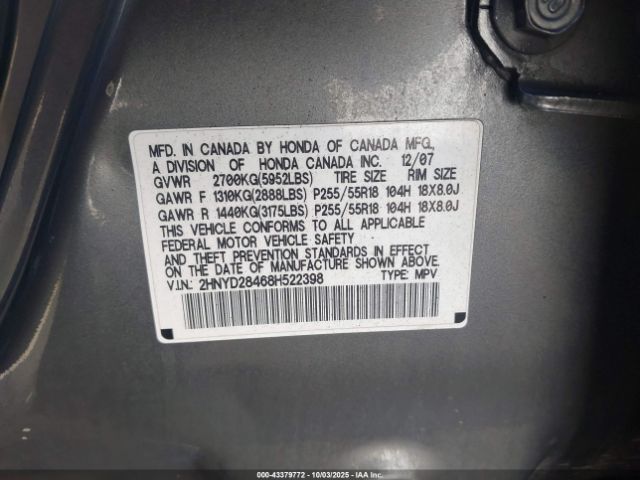 MFD. IN CANADA BY HONDA OF CANADA MFG.,
A DIVISION OF HONDA CANADA INC. 12/07
GVWR 2700KG(5952LBS) TIRE SIZE RIM SIZE
GAWR F 1310KG(2888LBS) P255/55R18 104H 18X8.0J
GAWR R 1440KG(3175LBS) P255/55R18 104H 18X8.0J
THIS VEHICLE CONFORMS TO ALL APPLICABLE
FEDERAL MOTOR VEHICLE SAFETY
AND THEFT PREVENTION STANDARDS IN EFFECT
ON THE DATE OF MANUFACTURE SHOWN ABOVE.
V.I.N.: 2HNYD28468H522398 TYPE: MPV
000-43379772 | 10/03/2025 | © IAA Inc.